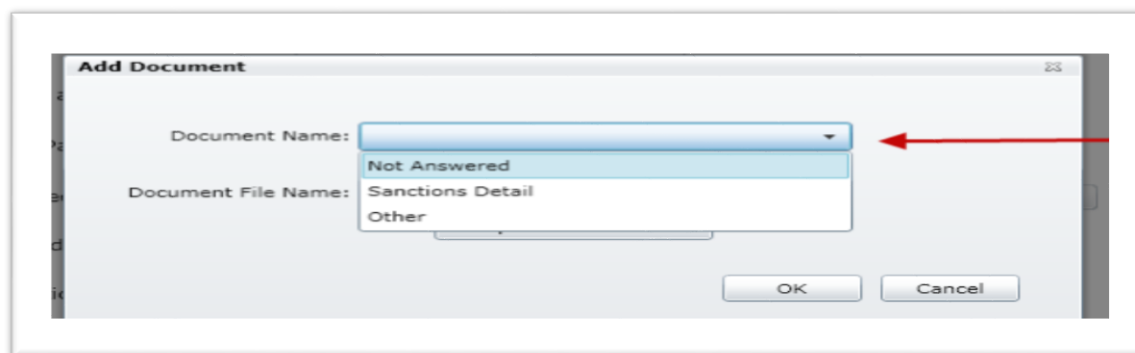 Add Document
Document Name:
Not Answered
Document File Name:
Sanctions Detail
Other
OK
Cancel